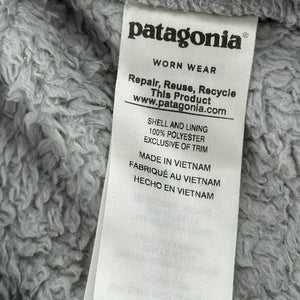 patagonia®
WORN WEAR
Repair, Reuse, Recycle
This Product
www.patagonia.com
SHELL AND LINING
100% POLYESTER
EXCLUSIVE OF TRIM
MADE IN VIETNAM
FABRIQUÉ AU VIETNAM
HECHO EN VIETNAM